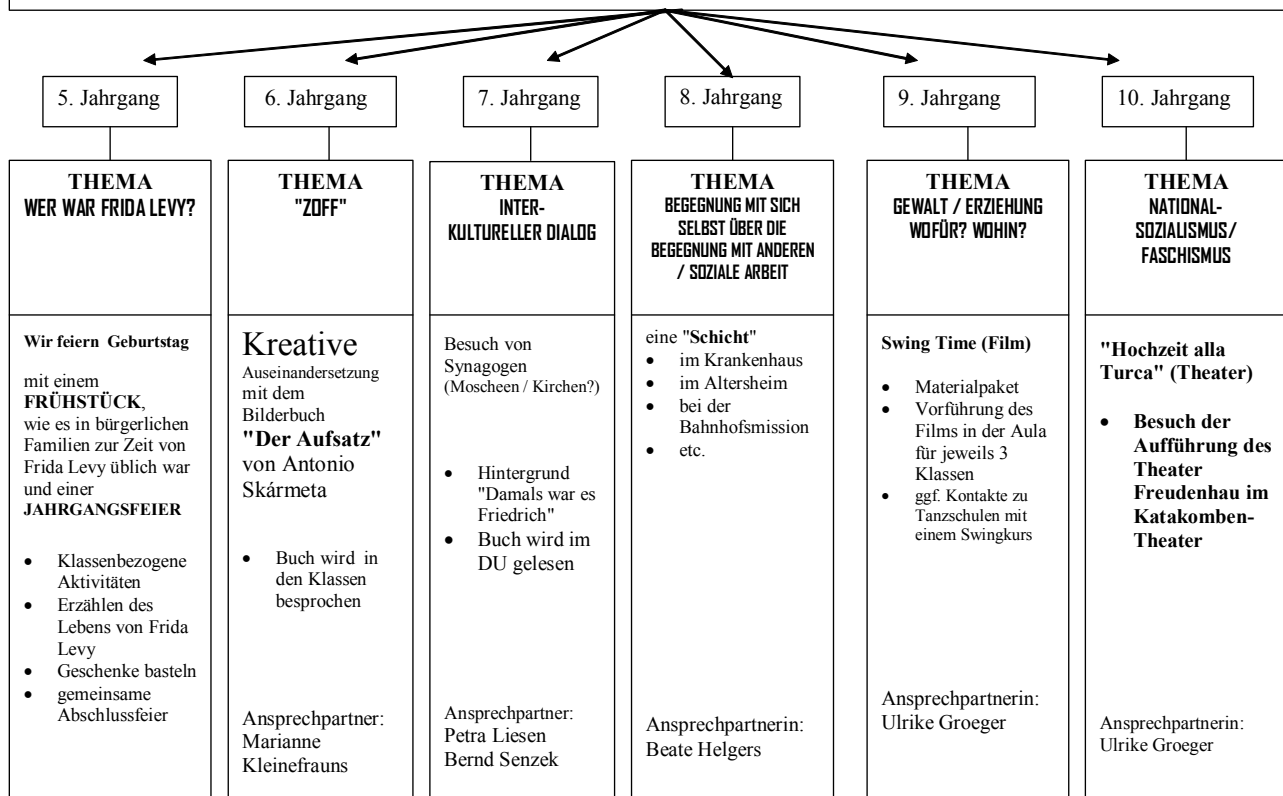 5. Jahrgang
6. Jahrgang
7. Jahrgang
8. Jahrgang
9. Jahrgang
10. Jahrgang
THEMA
WER WAR FRIDA LEVY?
Wir feiern Geburtstag
mit einem
FRÜHSTÜCK,
wie es in bürgerlichen
Familien zur Zeit von
Frida Levy üblich war
und einer
JAHRGANGSFEIER
• Klassenbezogene
Aktivitäten
• Erzählen des
Lebens von Frida
Levy
• Geschenke basteln
• gemeinsame
Abschlussfeier
THEMA
"ZOFF"
Kreative
Auseinandersetzung
mit dem
Bilderbuch
"Der Aufsatz"
von Antonio
Skármeta
• Buch wird in
den Klassen
besprochen
Ansprechpartner:
Marianne
Kleinefrauns
THEMA
INTER-
KULTURELLER DIALOG
Besuch von
Synagogen
(Moscheen / Kirchen?)
• Hintergrund
"Damals war es
Friedrich"
• Buch wird im
DU gelesen
Ansprechpartner:
Petra Liesen
Bernd Senzek
THEMA
BEGEGNUNG MIT SICH
SELBST ÜBER DIE
BEGEGNUNG MIT ANDEREN
/ SOZIALE ARBEIT
eine "Schicht"
• im Krankenhaus
• im Altersheim
• bei der
Bahnhofsmission
• etc.
Ansprechpartnerin:
Beate Helgers
THEMA
GEWALT / ERZIEHUNG
WOFÜR? WOHIN?
Swing Time (Film)
• Materialpaket
• Vorführung des
Films in der Aula
für jeweils 3
Klassen
• ggf. Kontakte zu
Tanzschulen mit
einem Swingkurs
Ansprechpartnerin:
Ulrike Groeger
THEMA
NATIONAL-
SOZIALISMUS/
FASCHISMUS
"Hochzeit alla
Turca" (Theater)
• Besuch der
Aufführung des
Theater
Freudenhau im
Katakomben-
Theater
Ansprechpartnerin:
Ulrike Groeger